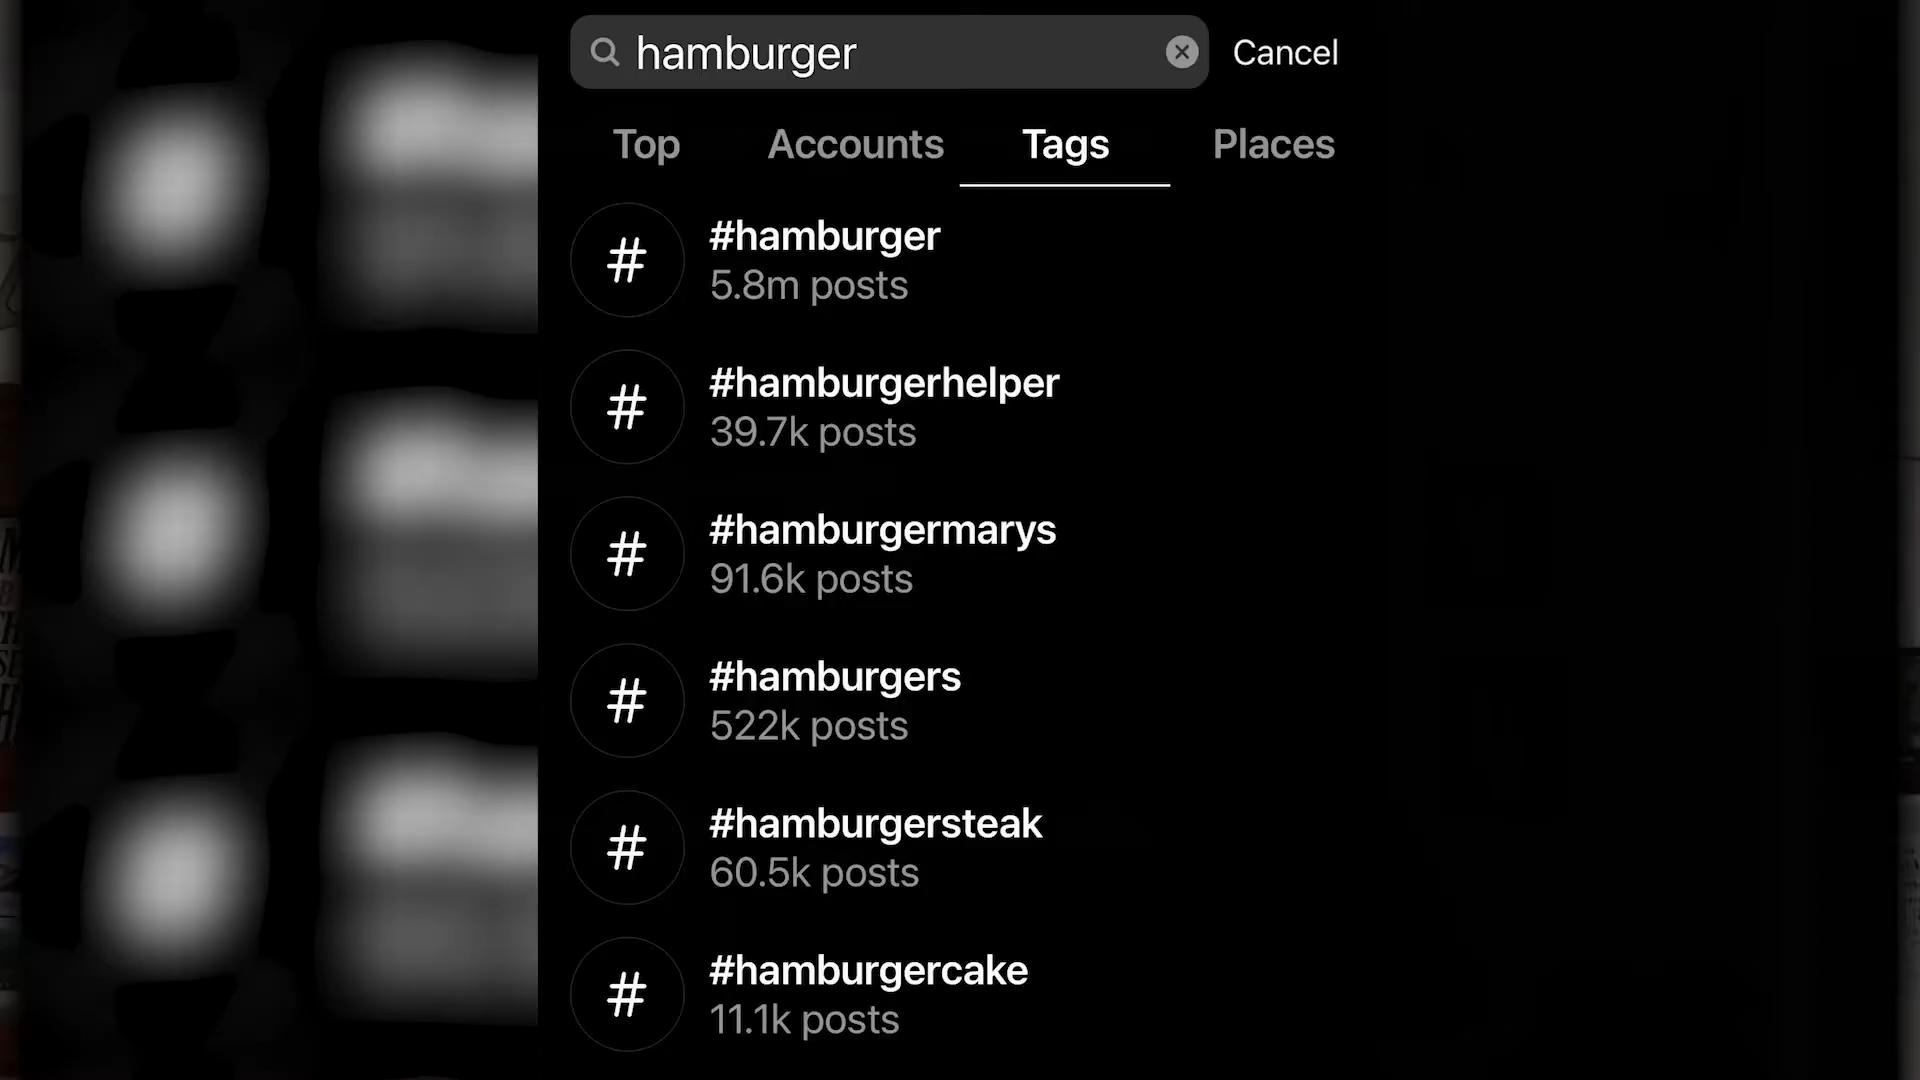 hamburger
Cancel
Top Accounts Tags Places
# #hamburger
5.8m posts
# #hamburgerhelper
39.7k posts
# #hamburgermarys
91.6k posts
# #hamburgers
522k posts
# #hamburgersteak
60.5k posts
# #hamburgercake
11.1k posts